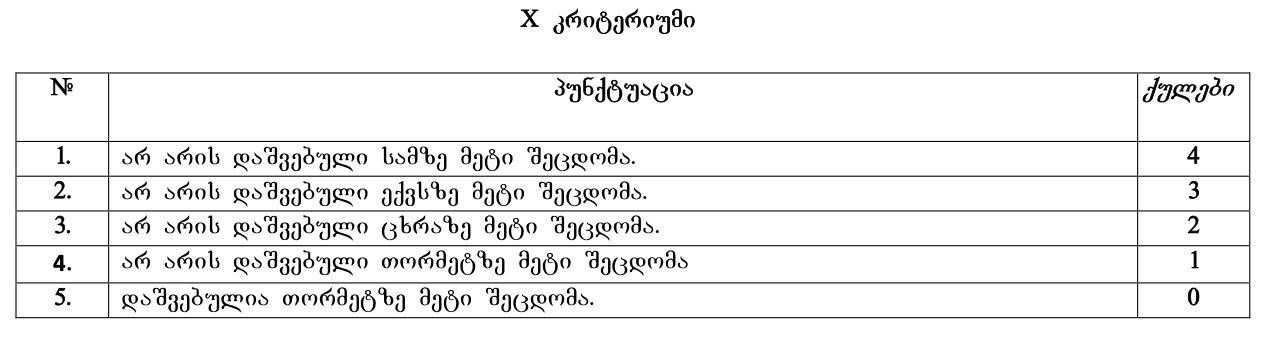 X კრიტერიუმი
№ პუნქტუაცია ქულები
1. არ არის დაშვებული სამზე მეტი შეცდომა. 4
2. არ არის დაშვებული ექვსზე მეტი შეცდომა. 3
3. არ არის დაშვებული ცხრაზე მეტი შეცდომა. 2
4. არ არის დაშვებული თორმეტზე მეტი შეცდომა 1
5. დაშვებულია თორმეტზე მეტი შეცდომა. 0